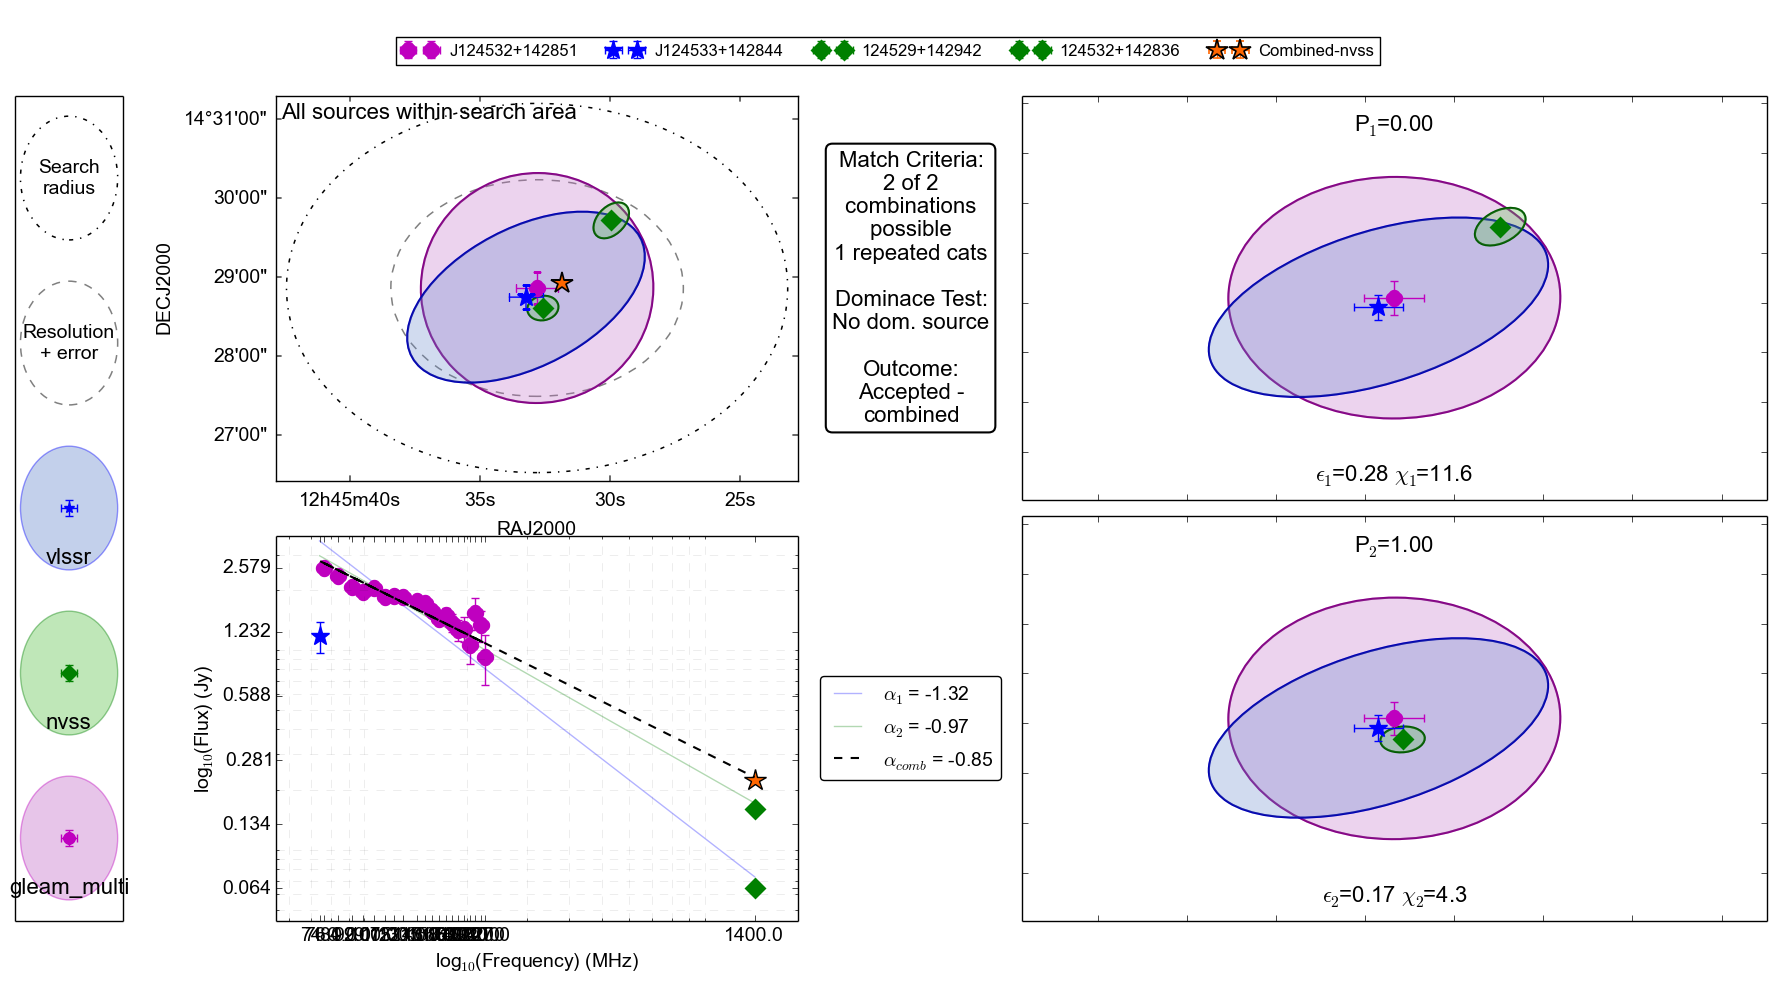 J124532+142851 J124533+142844 124529+142942 124532+142836 Combined-nvss
Search
radius
Resolution
+ error
vlssr
nvss
gleam_multi
All sources within search area
DECJ2000
14°31'00"
30'00"
29'00"
28'00"
27'00"
12h45m40s 35s 30s 25s
RAJ2000
Match Criteria:
2 of 2
combinations
possible
1 repeated cats
Dominace Test:
No dom. source
Outcome:
Accepted -
combined
P1=0.00
ϵ1=0.28 χ1=11.6
P2=1.00
ϵ2=0.17 χ2=4.3
log10(Flux) (Jy)
2.579
1.232
0.588
0.281
0.134
0.064
1400.0
log10(Frequency) (MHz)
α1 = -1.32
α2 = -0.97
αcomb = -0.85